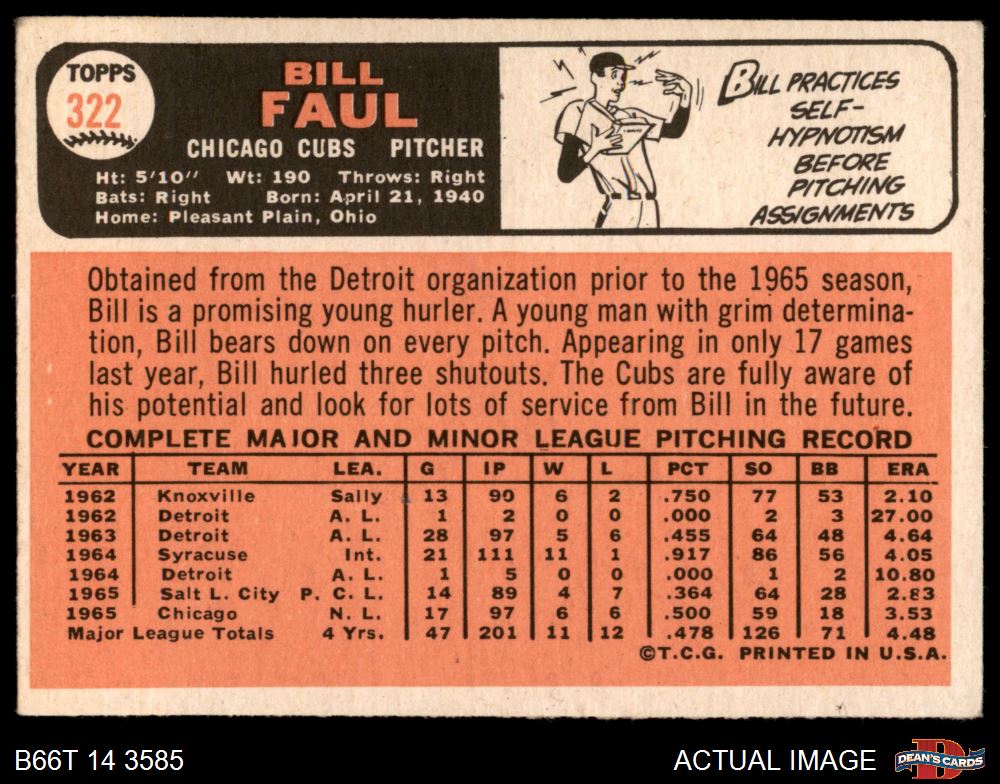 TOPPS
322
BILL
FAUL
CHICAGO CUBS PITCHER
Ht: 5'10" Wt: 190 Throws: Right
Bats: Right Born: April 21, 1940
Home: Pleasant Plain, Ohio
BILL PRACTICES
SELF-
HYPNOTISM
BEFORE
PITCHING
ASSIGNMENTS
Obtained from the Detroit organization prior to the 1965 season,
Bill is a promising young hurler. A young man with grim determina-
tion, Bill bears down on every pitch. Appearing in only 17 games
last year, Bill hurled three shutouts. The Cubs are fully aware of
his potential and look for lots of service from Bill in the future.
COMPLETE MAJOR AND MINOR LEAGUE PITCHING RECORD
YEAR TEAM LEA. G IP W L PCT SO BB ERA
1962 Knoxville Sally 13 90 6 2 .750 77 53 2.10
1962 Detroit A. L. 1 2 0 0 .000 2 3 27.00
1963 Detroit A. L. 28 97 5 6 .455 64 48 4.64
1964 Syracuse Int. 21 111 11 1 .917 86 56 4.05
1964 Detroit A. L. 1 5 0 0 .000 1 2 10.80
1965 Salt L. City P. C. L. 14 89 4 7 .364 64 28 2.83
1965 Chicago N. L. 17 97 6 6 .500 59 18 3.53
Major League Totals 4 Yrs. 47 201 11 12 .478 126 71 4.48
©T.C.G. PRINTED IN U.S.A.
B66T 14 3585 ACTUAL IMAGE
DEAN'S CARDS